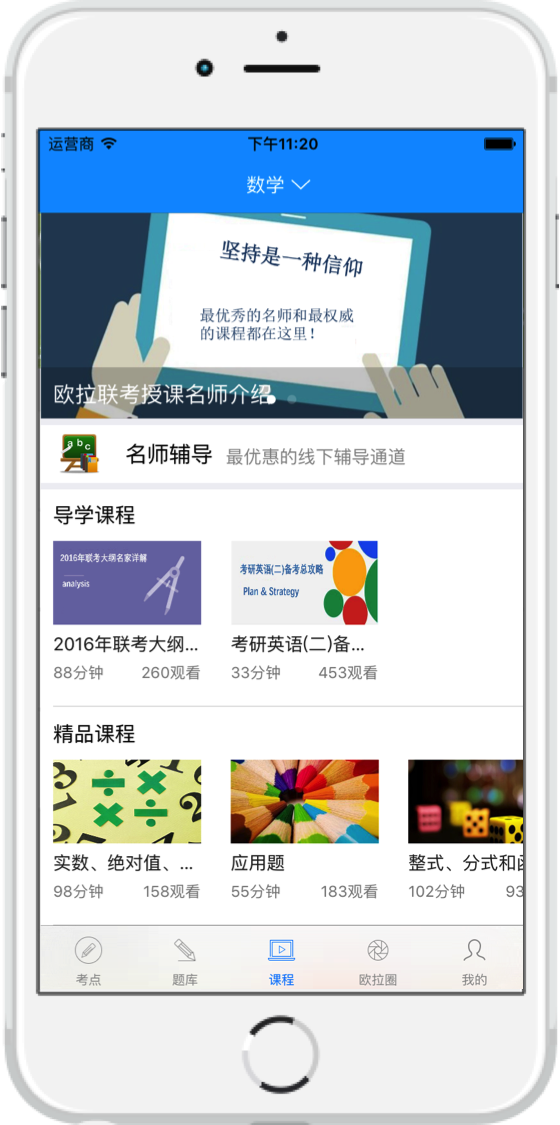 运营商 下午11:20
数学
坚持是一种信仰
最优秀的名师和最权威
的课程都在这里！
欧拉联考授课名师介绍
a b c
名师辅导 最优惠的线下辅导通道
导学课程
2016年联考大纲名家详解
analysis
考研英语(二)备考总攻略
Plan & Strategy
2016年联考大纲... 考研英语(二)备...
88分钟 260观看 33分钟 453观看
精品课程
实数、绝对值、... 应用题 整式、分式和函
98分钟 158观看 55分钟 183观看 102分钟 93
考点 题库 课程 欧拉圈 我的